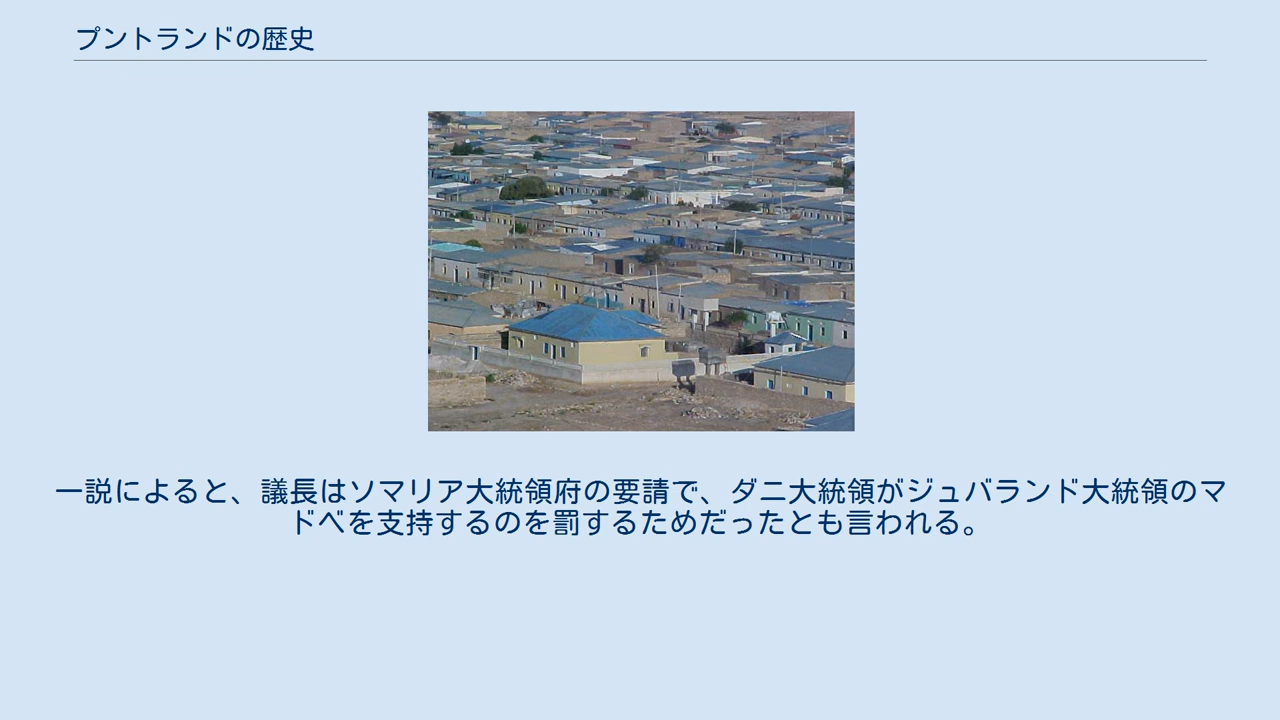 プントランドの歴史
一説によると、議長はソマリア大統領府の要請で、ダニ大統領がジュバランド大統領のマ
ドベを支持するのを罰するためだったとも言われる。